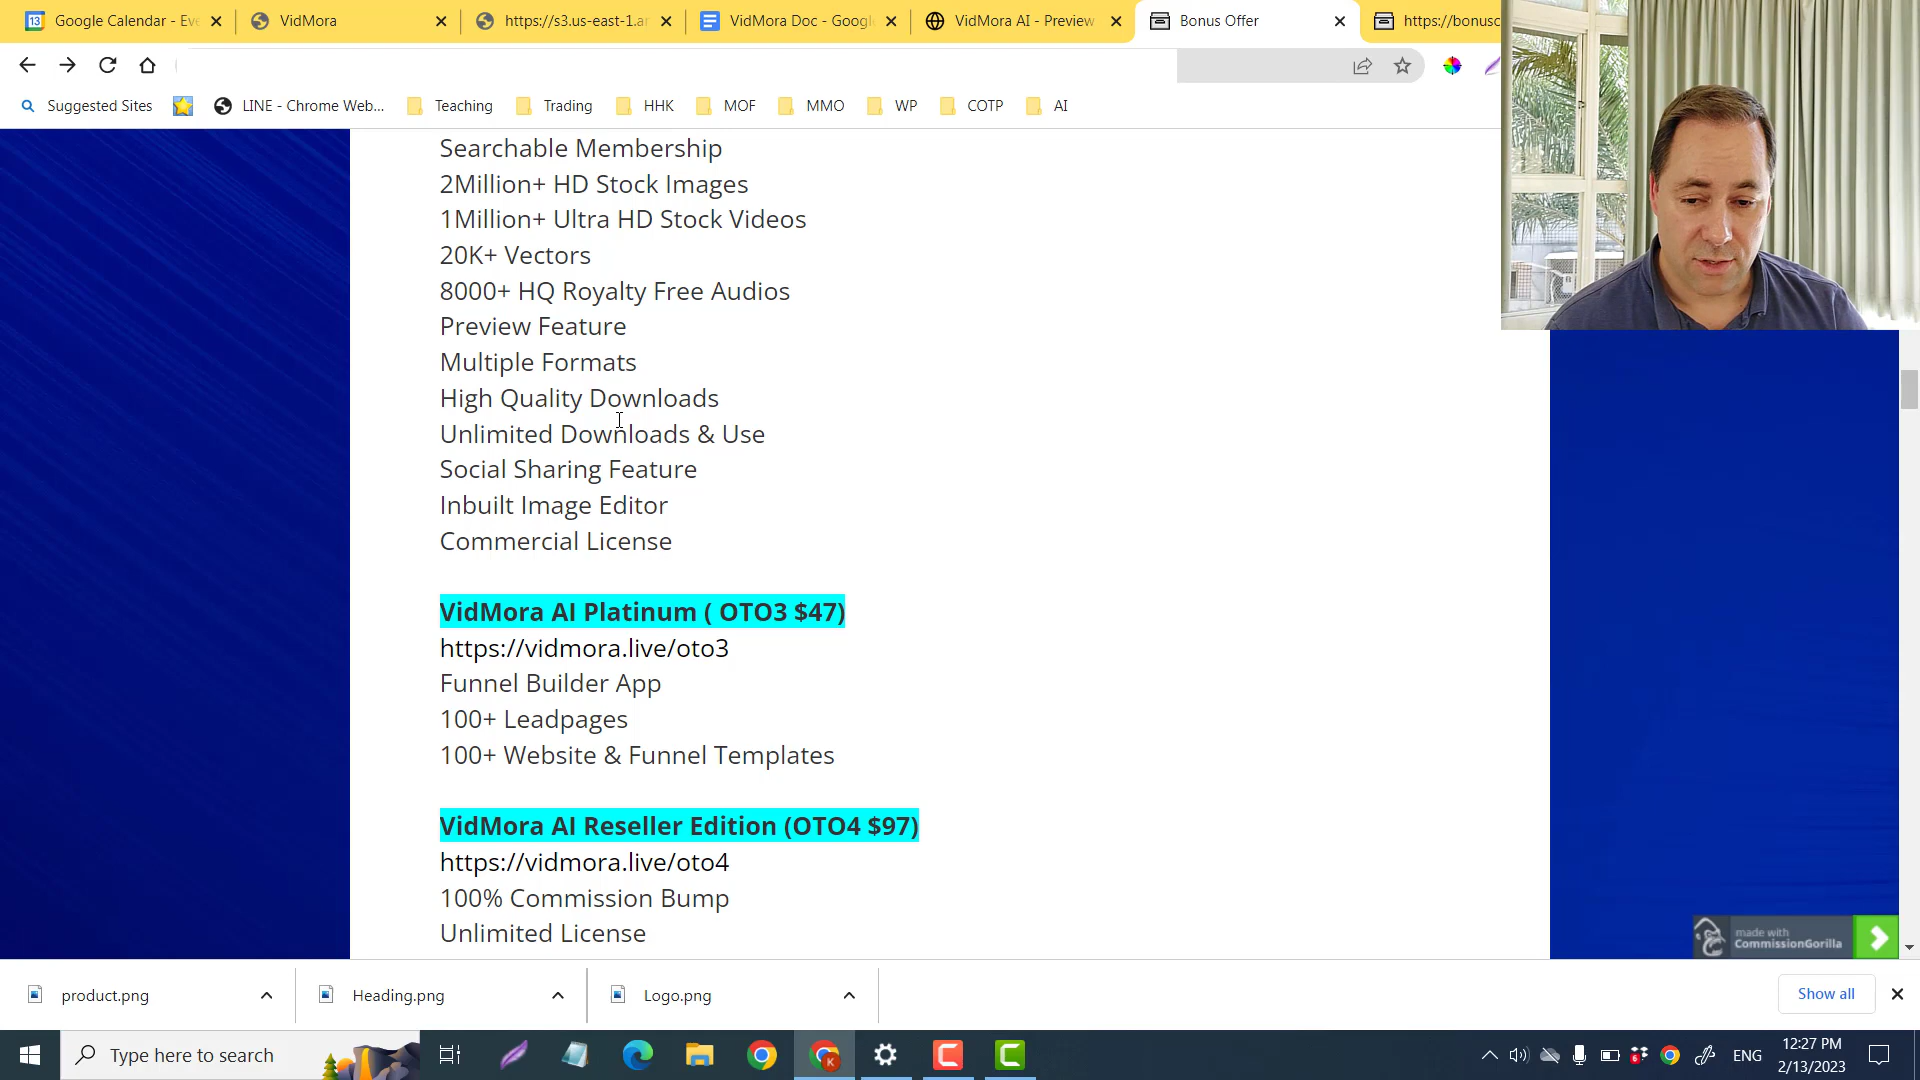 13
Google Calendar - Eve
VidMora
https://s3.us-east-1.ar
VidMora Doc - Google
VidMora AI - Preview
Bonus Offer
https://bonusc
Suggested Sites
LINE - Chrome Web...
Teaching
Trading
HHK
MOF
MMO
WP
COTP
AI
Searchable Membership
2Million+ HD Stock Images
1Million+ Ultra HD Stock Videos
20K+ Vectors
8000+ HQ Royalty Free Audios
Preview Feature
Multiple Formats
High Quality Downloads
Unlimited Downloads & Use
Social Sharing Feature
Inbuilt Image Editor
Commercial License
VidMora AI Platinum ( OTO3 $47)
https://vidmora.live/oto3
Funnel Builder App
100+ Leadpages
100+ Website & Funnel Templates
VidMora AI Reseller Edition (OTO4 $97)
https://vidmora.live/oto4
100% Commission Bump
Unlimited License
made with
CommissionGorilla
product.png
Heading.png
Logo.png
Show all
Type here to search
K
6
ENG
12:27 PM
2/13/2023